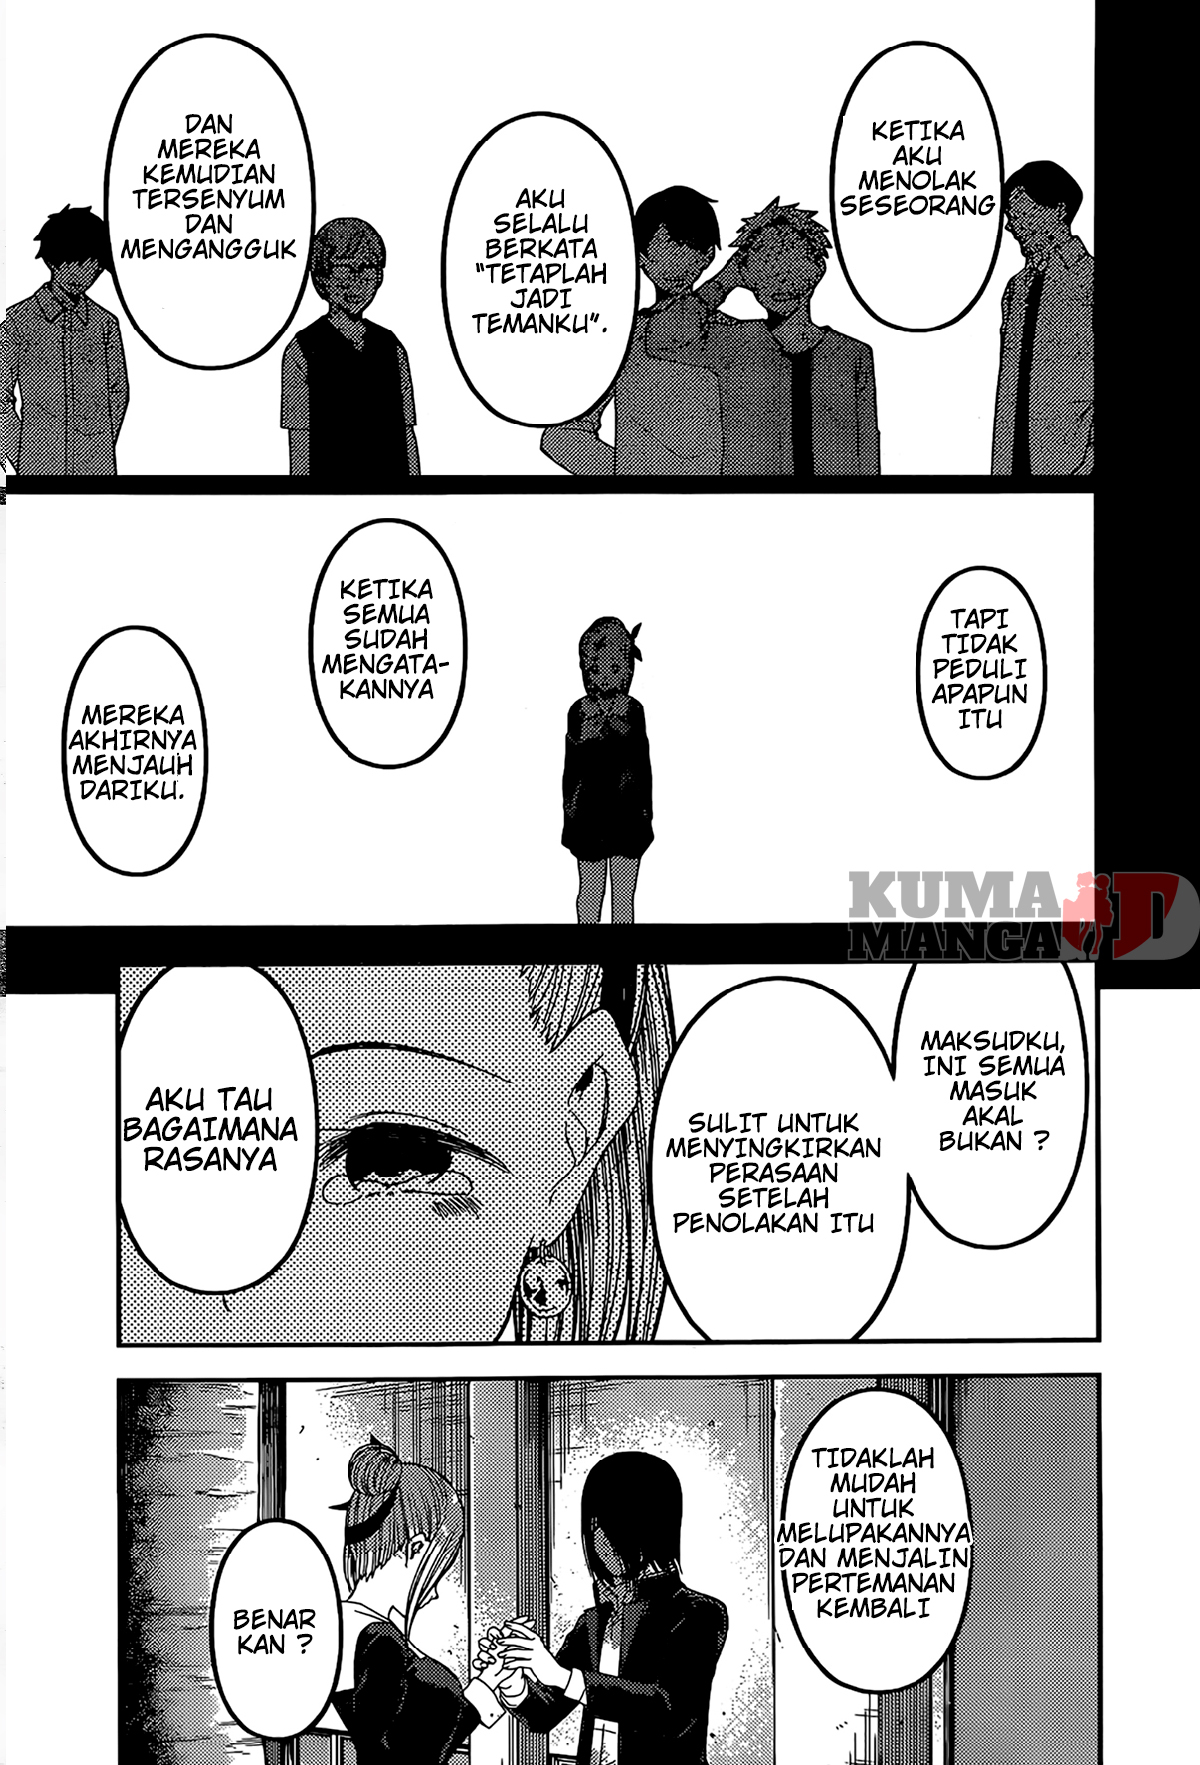 KETIKA
AKU
MENOLAK
SESEORANG
AKU
SELALU
BERKATA
"TETAPLAH
JADI
TEMANKU".
DAN
MEREKA
KEMUDIAN
TERSENYUM
DAN
MENGANGGUK
TAPI
TIDAK
PEDULI
APAPUN
ITU
KETIKA
SEMUA
SUDAH
MENGATA-
KANNYA
MEREKA
AKHIRNYA
MENJAUH
DARIKU.
KUMA
MANGA ID
MAKSUDKU,
INI SEMUA
MASUK
AKAL
BUKAN ?
SULIT UNTUK
MENYINGKIRKAN
PERASAAN
SETELAH
PENOLAKAN ITU
AKU TAU
BAGAIMANA
RASANYA
TIDAKLAH
MUDAH
UNTUK
MELUPAKANNYA
DAN MENJALIN
PERTEMANAN
KEMBALI
BENAR
KAN ?